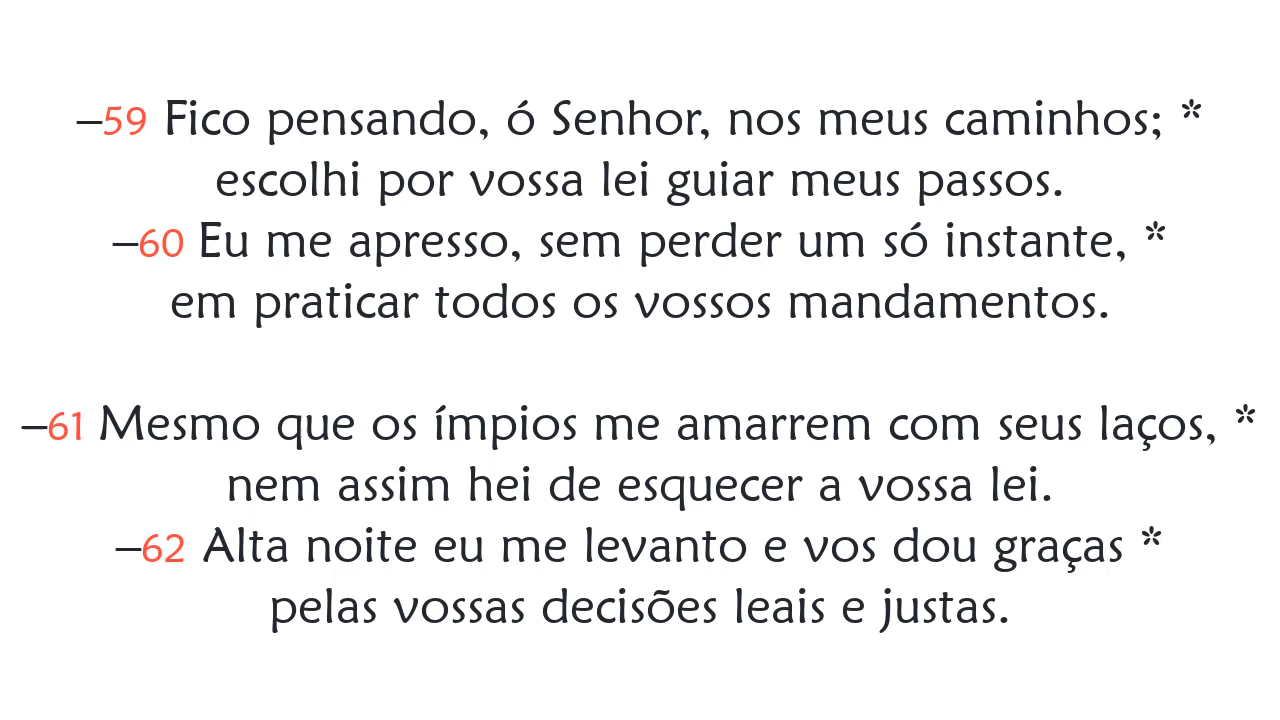 –59 Fico pensando, ó Senhor, nos meus caminhos; *
escolhi por vossa lei guiar meus passos.
–60 Eu me apresso, sem perder um só instante, *
em praticar todos os vossos mandamentos.
–61 Mesmo que os ímpios me amarrem com seus laços, *
nem assim hei de esquecer a vossa lei.
–62 Alta noite eu me levanto e vos dou graças *
pelas vossas decisões leais e justas.